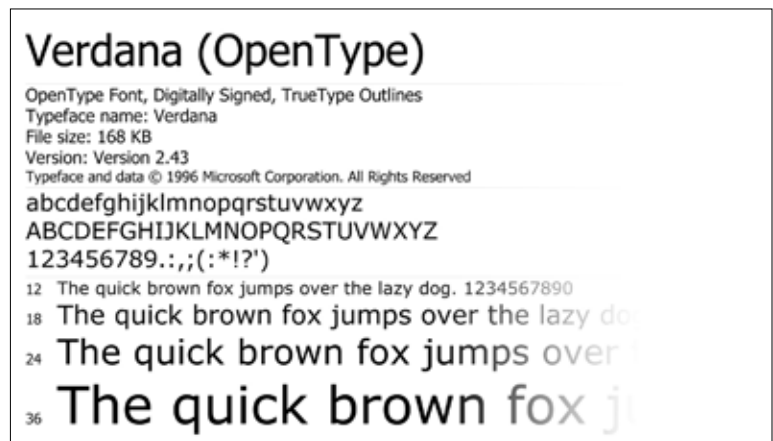 Verdana (OpenType)
OpenType Font, Digitally Signed, TrueType Outlines
Typeface name: Verdana
File size: 168 KB
Version: Version 2.43
Typeface and data © 1996 Microsoft Corporation. All Rights Reserved
abcdefghijklmnopqrstuvwxyz
ABCDEFGHIJKLMNOPQRSTUVWXYZ
123456789.:,;(:*!?')
12 The quick brown fox jumps over the lazy dog. 1234567890
18 The quick brown fox jumps over the lazy do
24 The quick brown fox jumps over
36 The quick brown fox